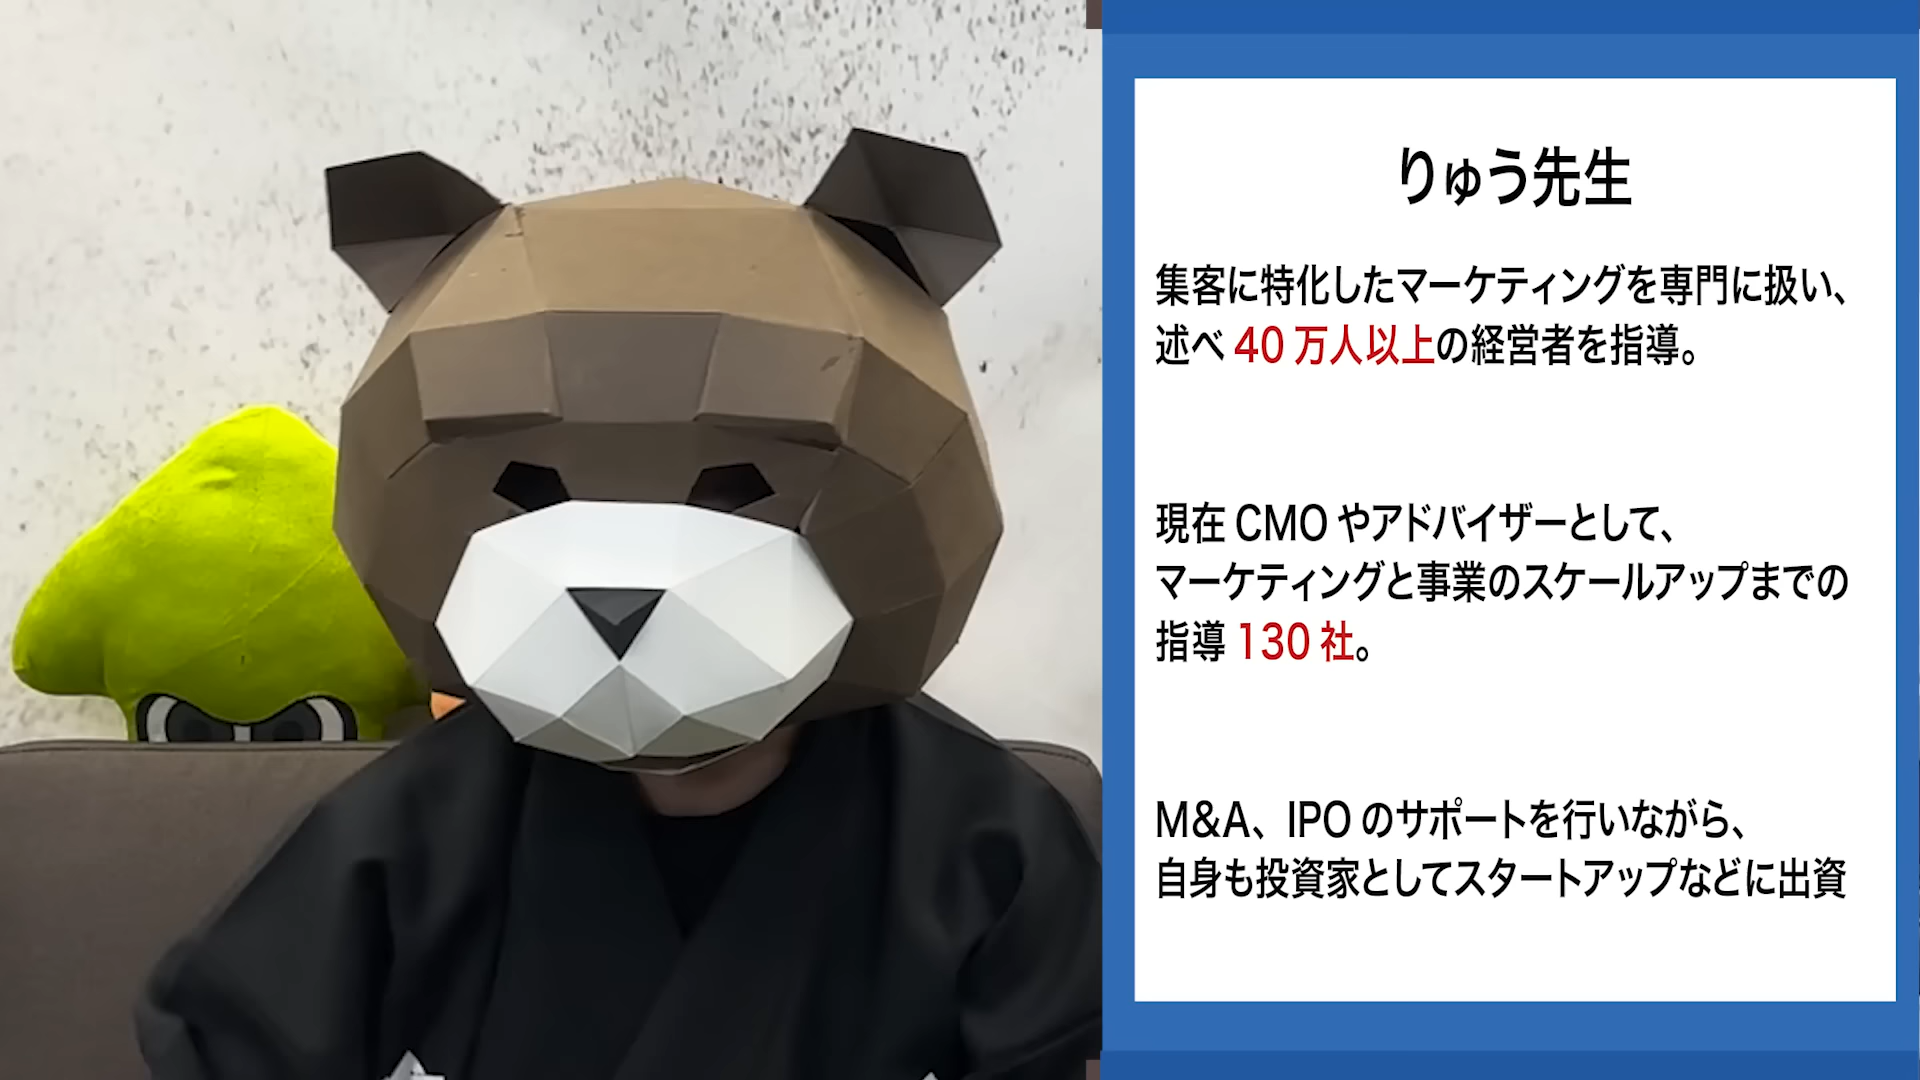 りゅう先生
集客に特化したマーケティングを専門に扱い、
述べ 40 万人以上の経営者を指導。
現在 CMO やアドバイザーとして、
マーケティングと事業のスケールアップまでの
指導 130 社。
M&A、IPO のサポートを行いながら、
自身も投資家としてスタートアップなどに出資